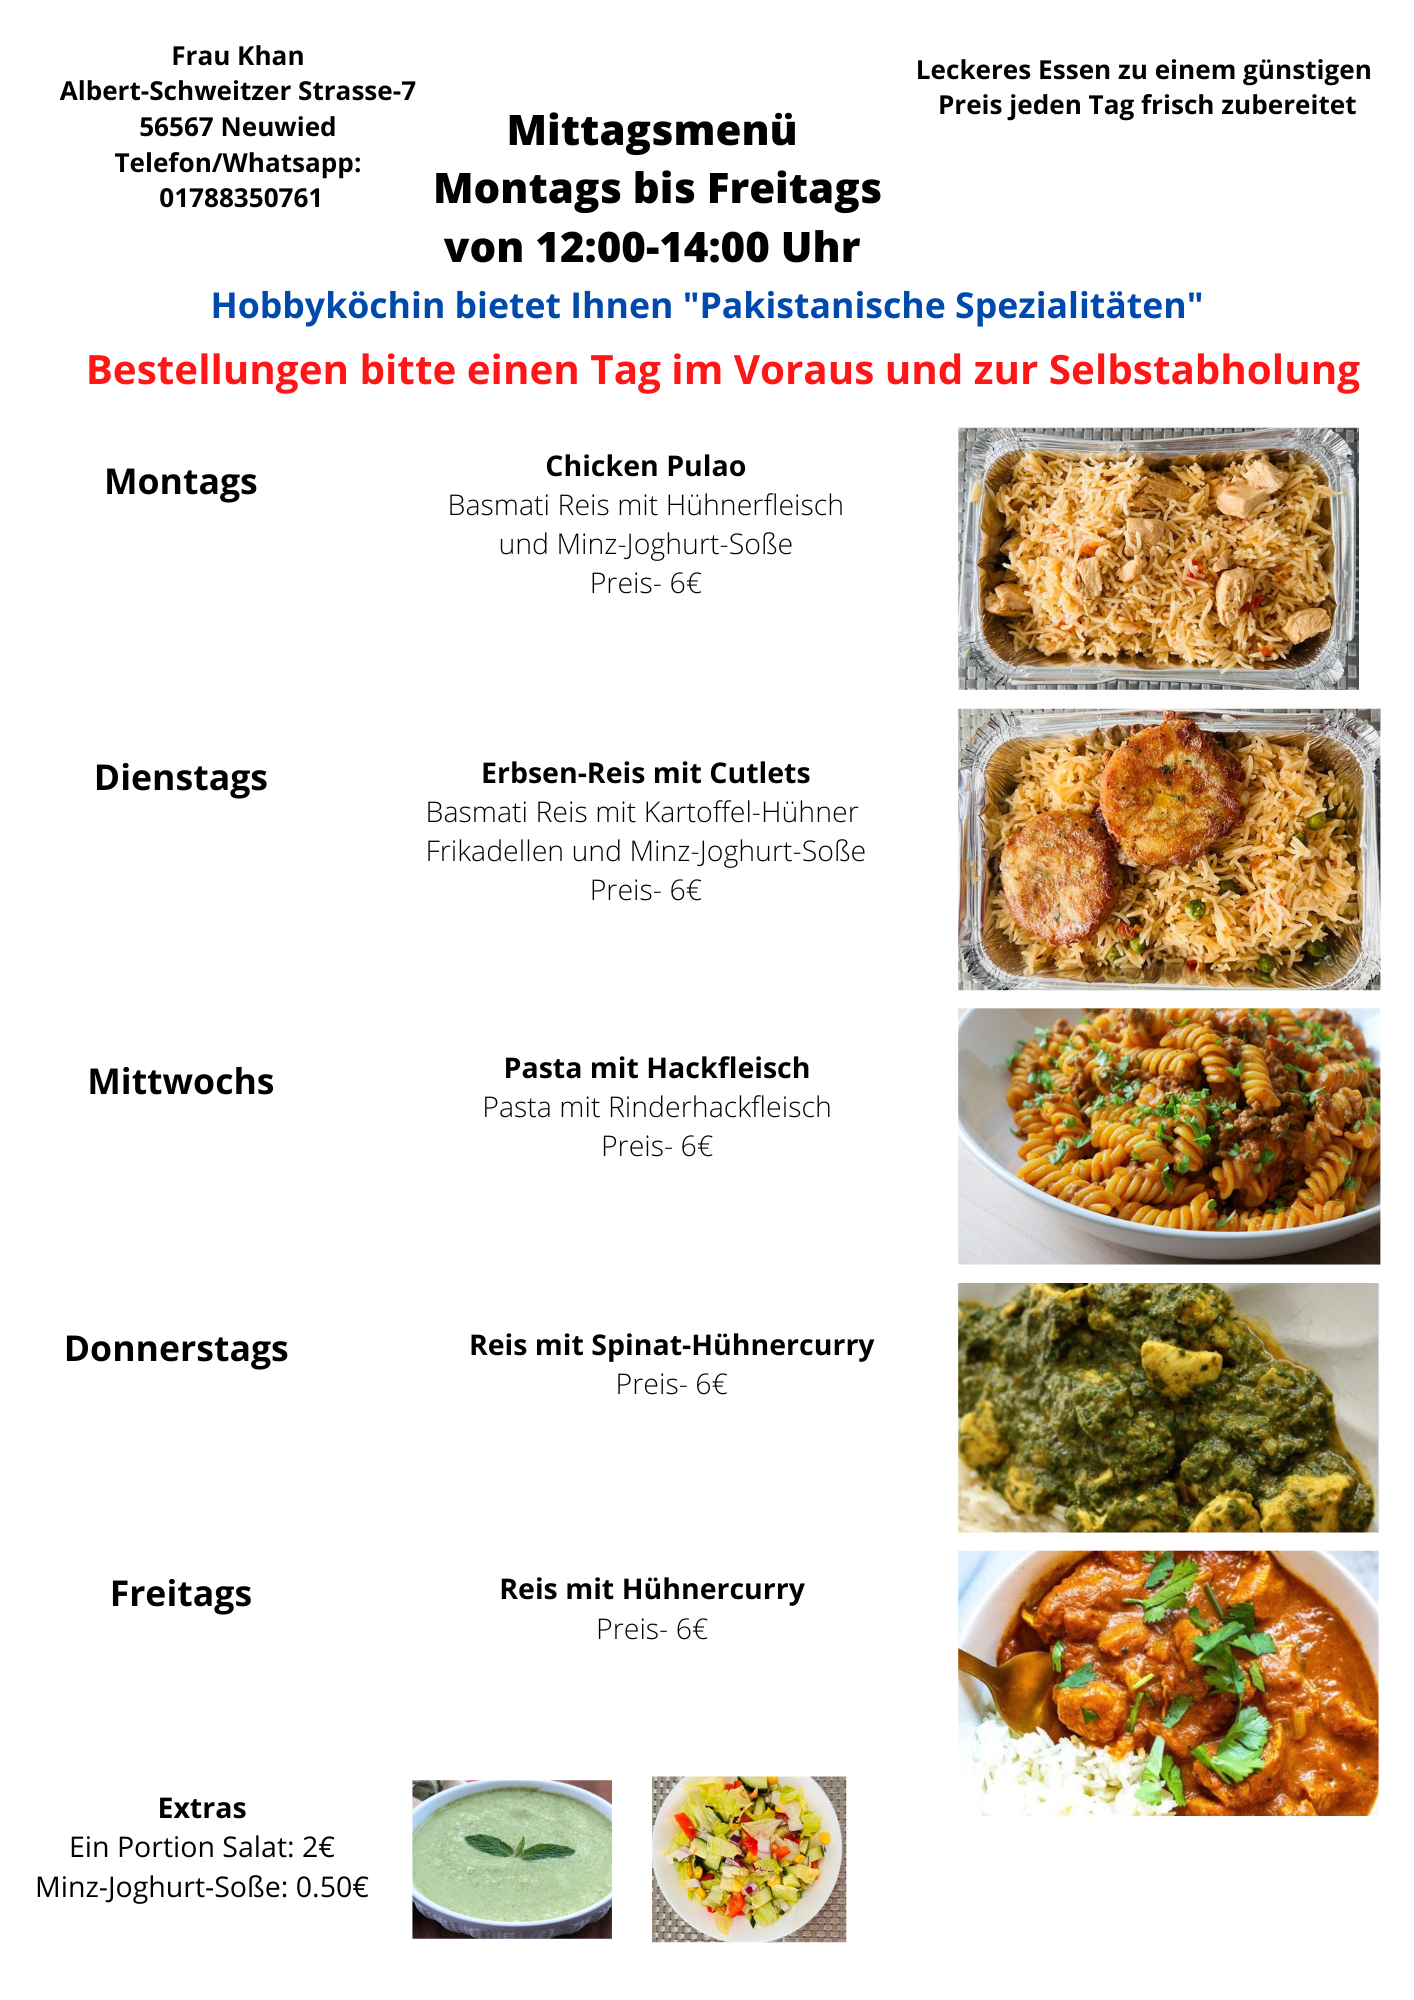 Frau Khan
Albert-Schweitzer Strasse-7
56567 Neuwied
Telefon/Whatsapp:
01788350761
Leckeres Essen zu einem günstigen
Preis jeden Tag frisch zubereitet
Mittagsmenü
Montags bis Freitags
von 12:00-14:00 Uhr
Hobbyköchin bietet Ihnen "Pakistanische Spezialitäten"
Bestellungen bitte einen Tag im Voraus und zur Selbstabholung
Montags
Chicken Pulao
Basmati Reis mit Hühnerfleisch
und Minz-Joghurt-Soße
Preis- 6€
Dienstags
Erbsen-Reis mit Cutlets
Basmati Reis mit Kartoffel-Hühner
Frikadellen und Minz-Joghurt-Soße
Preis- 6€
Mittwochs
Pasta mit Hackfleisch
Pasta mit Rinderhackfleisch
Preis- 6€
Donnerstags
Reis mit Spinat-Hühnercurry
Preis- 6€
Freitags
Reis mit Hühnercurry
Preis- 6€
Extras
Ein Portion Salat: 2€
Minz-Joghurt-Soße: 0.50€